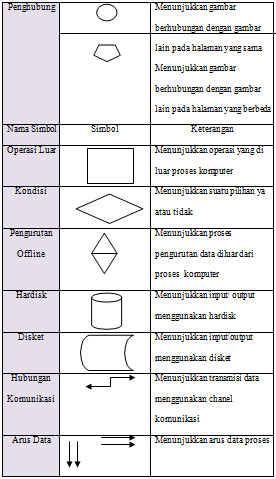 Penghubung
Menunjukkan gambar
berhubungan dengan gambar
lain pada halaman yang sama
Menunjukkan gambar
berhubungan dengan gambar
lain pada halaman yang berbeda
Nama Simbol Simbol Keterangan
Operasi Luar
Menunjukkan operasi yang di
luar proses komputer
Kondisi
Menunjukkan suatu pilihan ya
atau tidak
Pengurutan
Offline
Menunjukkan proses
pengurutan data diluar dari
proses komputer
Hardisk
Menunjukkan input/ output
menggunakan hardisk
Disket
Menunjukkan input/output
menggunakan disket
Hubungan
Komunikasi
Menunjukkan transmisi data
menggunakan chanel
komunikasi
Arus Data
Menunjukkan arus data proses